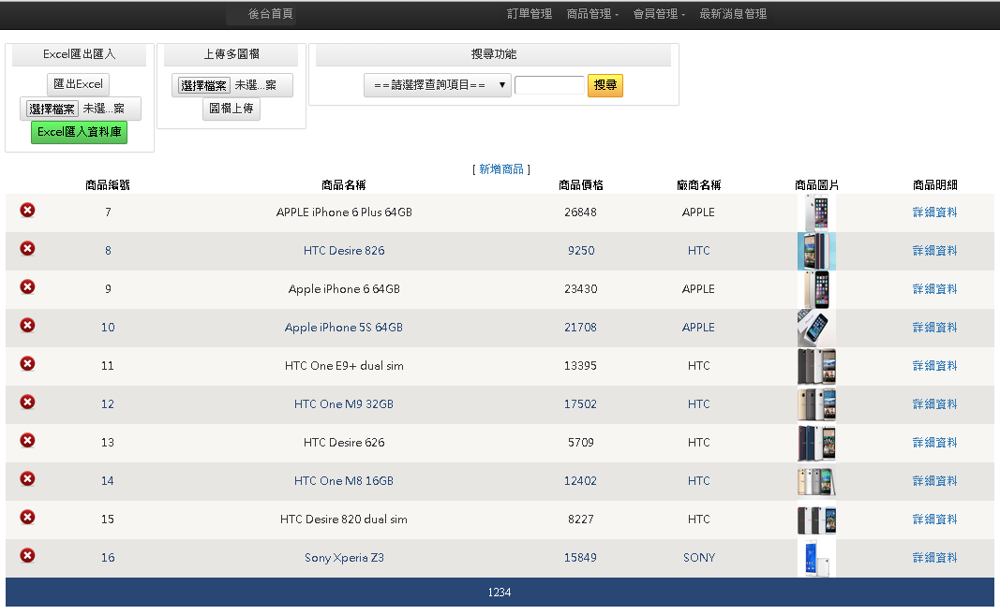 後台首頁 訂單管理 商品管理 會員管理 最新消息管理
Excel匯出匯入 上傳多圖檔 搜尋功能
匯出Excel 選擇檔案 未選...案 ==請選擇查詢項目== 搜尋
選擇檔案 未選...案 圖檔上傳
Excel匯入資料庫
[ 新增商品 ]
商品編號 商品名稱 商品價格 廠商名稱 商品圖片 商品明細
7 APPLE iPhone 6 Plus 64GB 26848 APPLE 詳細資料
8 HTC Desire 826 9250 HTC 詳細資料
9 Apple iPhone 6 64GB 23430 APPLE 詳細資料
10 Apple iPhone 5S 64GB 21708 APPLE 詳細資料
11 HTC One E9+ dual sim 13395 HTC 詳細資料
12 HTC One M9 32GB 17502 HTC 詳細資料
13 HTC Desire 626 5709 HTC 詳細資料
14 HTC One M8 16GB 12402 HTC 詳細資料
15 HTC Desire 820 dual sim 8227 HTC 詳細資料
16 Sony Xperia Z3 15849 SONY 詳細資料
1234